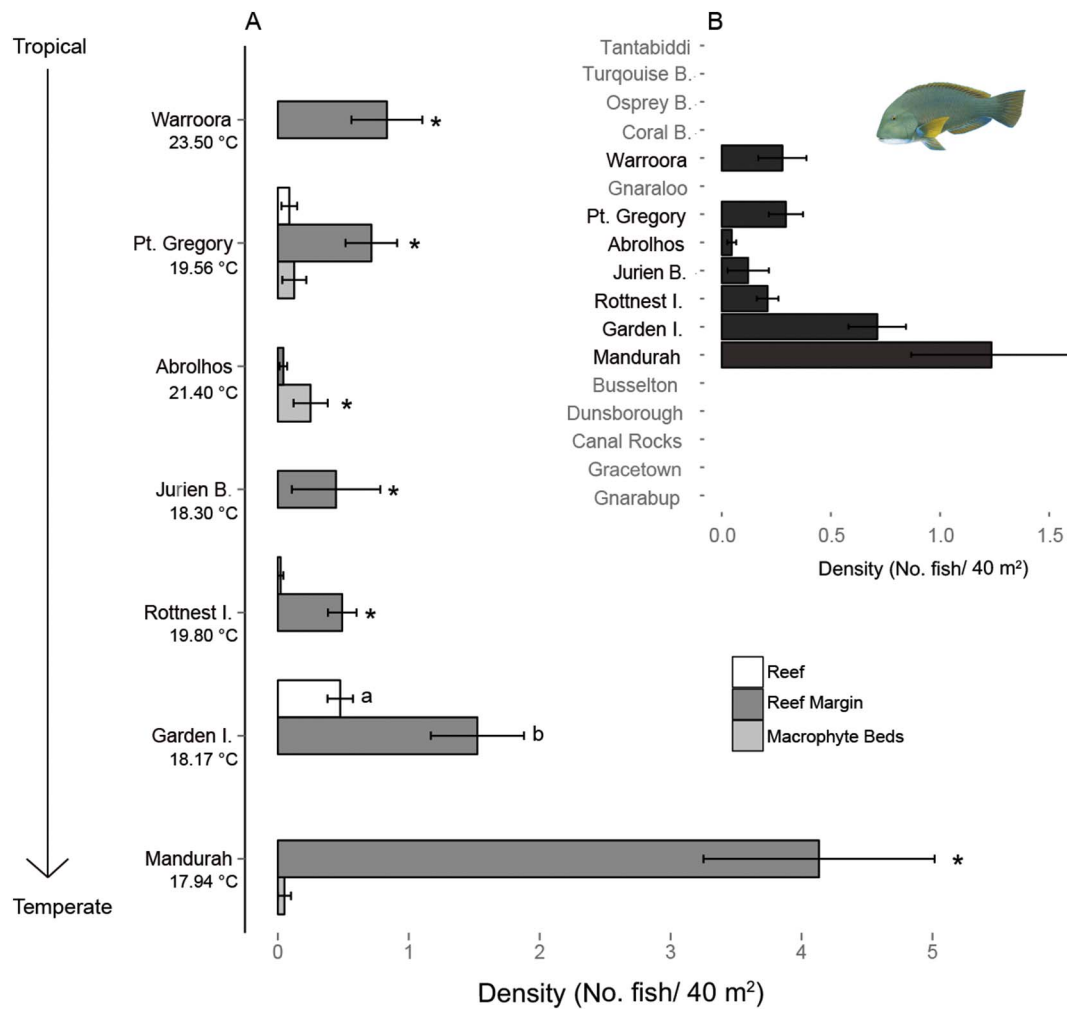 A
B
Tropical
Temperate
Warroora
23.50 °C
*
Pt. Gregory
19.56 °C
*
Abrolhos
21.40 °C
*
Jurien B.
18.30 °C
*
Rottnest I.
19.80 °C
*
Garden I.
18.17 °C
a
b
Mandurah
17.94 °C
*
0 1 2 3 4 5
Density (No. fish/ 40 m²)
Tantabiddi
Turqouise B.
Osprey B.
Coral B.
Warroora
Gnaraloo
Pt. Gregory
Abrolhos
Jurien B.
Rottnest I.
Garden I.
Mandurah
Busselton
Dunsborough
Canal Rocks
Gracetown
Gnarabup
0.0 0.5 1.0 1.5
Density (No. fish/ 40 m²)
Reef
Reef Margin
Macrophyte Beds